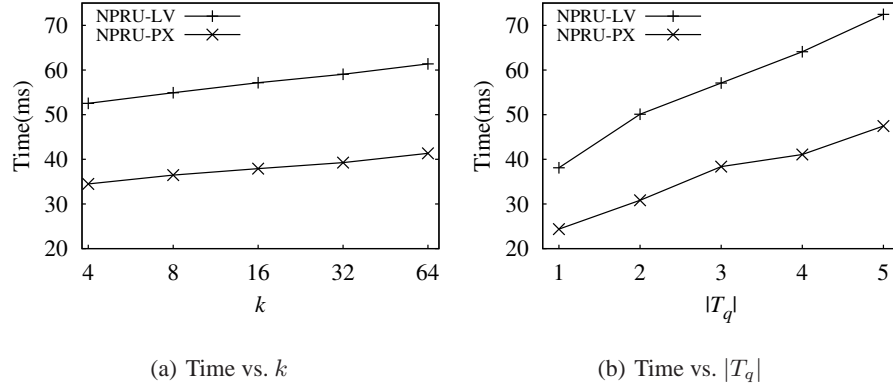 NPRU-LV
NPRU-PX
70
60
50
40
30
20
Time(ms)
4 8 16 32 64
k
(a) Time vs. k
NPRU-LV
NPRU-PX
70
60
50
40
30
20
Time(ms)
1 2 3 4 5
|T_q|
(b) Time vs. |T_q|